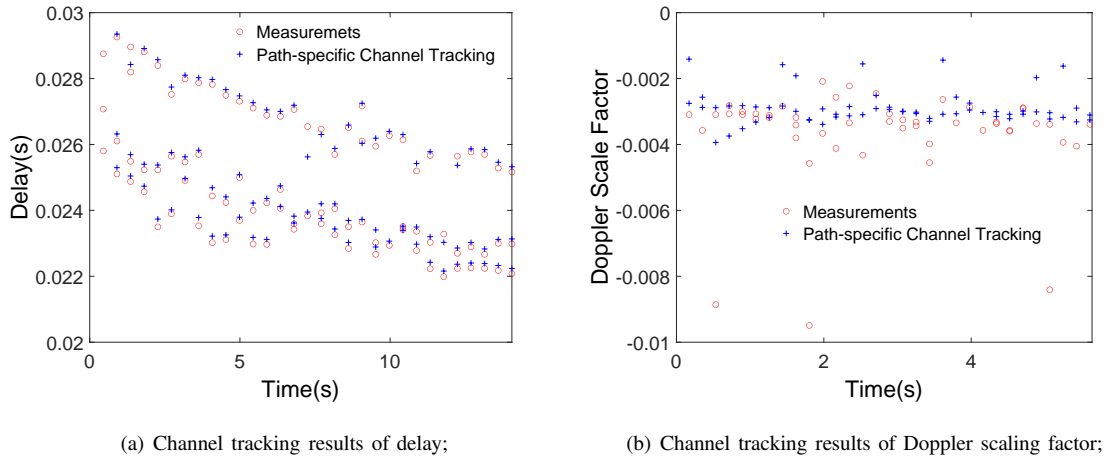 0.03
0.028
0.026
0.024
0.022
0.02
Delay(s)
Measuremets
Path-specific Channel Tracking
0
5
10
Time(s)
(a) Channel tracking results of delay;
0
-0.002
-0.004
-0.006
-0.008
-0.01
Doppler Scale Factor
Measurements
Path-specific Channel Tracking
0
2
4
Time(s)
(b) Channel tracking results of Doppler scaling factor;